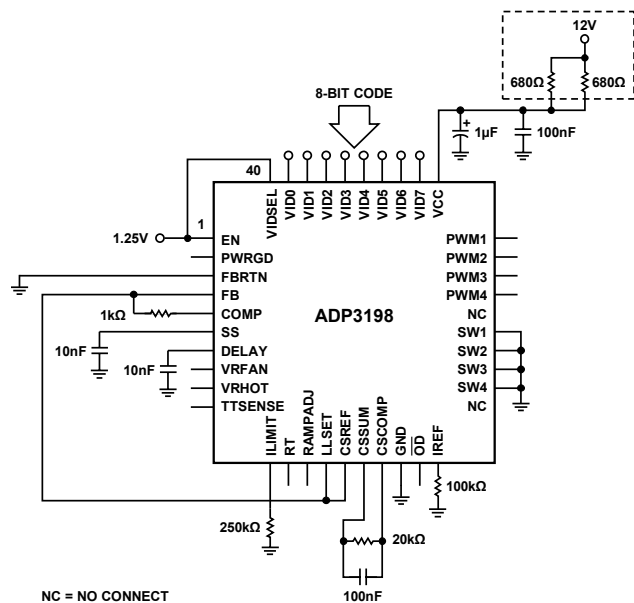 12V
680Ω
680Ω
8-BIT CODE
+
1µF
100nF
40
VIDSEL
VID0
VID1
VID2
VID3
VID4
VID5
VID6
VID7
VCC
1
1.25V
EN
PWRGD
FBRTN
FB
COMP
1kΩ
SS
DELAY
10nF
10nF
VRFAN
VRHOT
TTSENSE
ADP3198
PWM1
PWM2
PWM3
PWM4
NC
SW1
SW2
SW3
SW4
NC
ILIMIT
RT
RAMPADJ
LLSET
CSREF
CSSUM
CSCOMP
GND
OD
IREF
100kΩ
250kΩ
20kΩ
100nF
NC = NO CONNECT